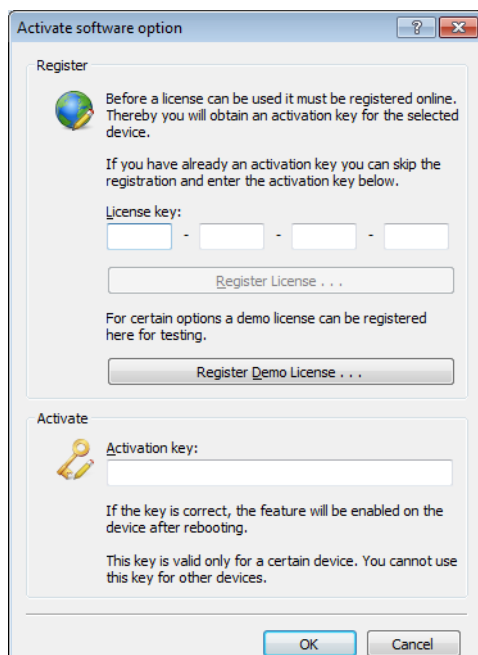 Activate software option
Register
Before a license can be used it must be registered online.
Thereby you will obtain an activation key for the selected
device.
If you have already an activation key you can skip the
registration and enter the activation key below.
License key:
- - -
Register License . . .
For certain options a demo license can be registered
here for testing.
Register Demo License . . .
Activate
Activation key:
If the key is correct, the feature will be enabled on the
device after rebooting.
This key is valid only for a certain device. You cannot use
this key for other devices.
OK Cancel